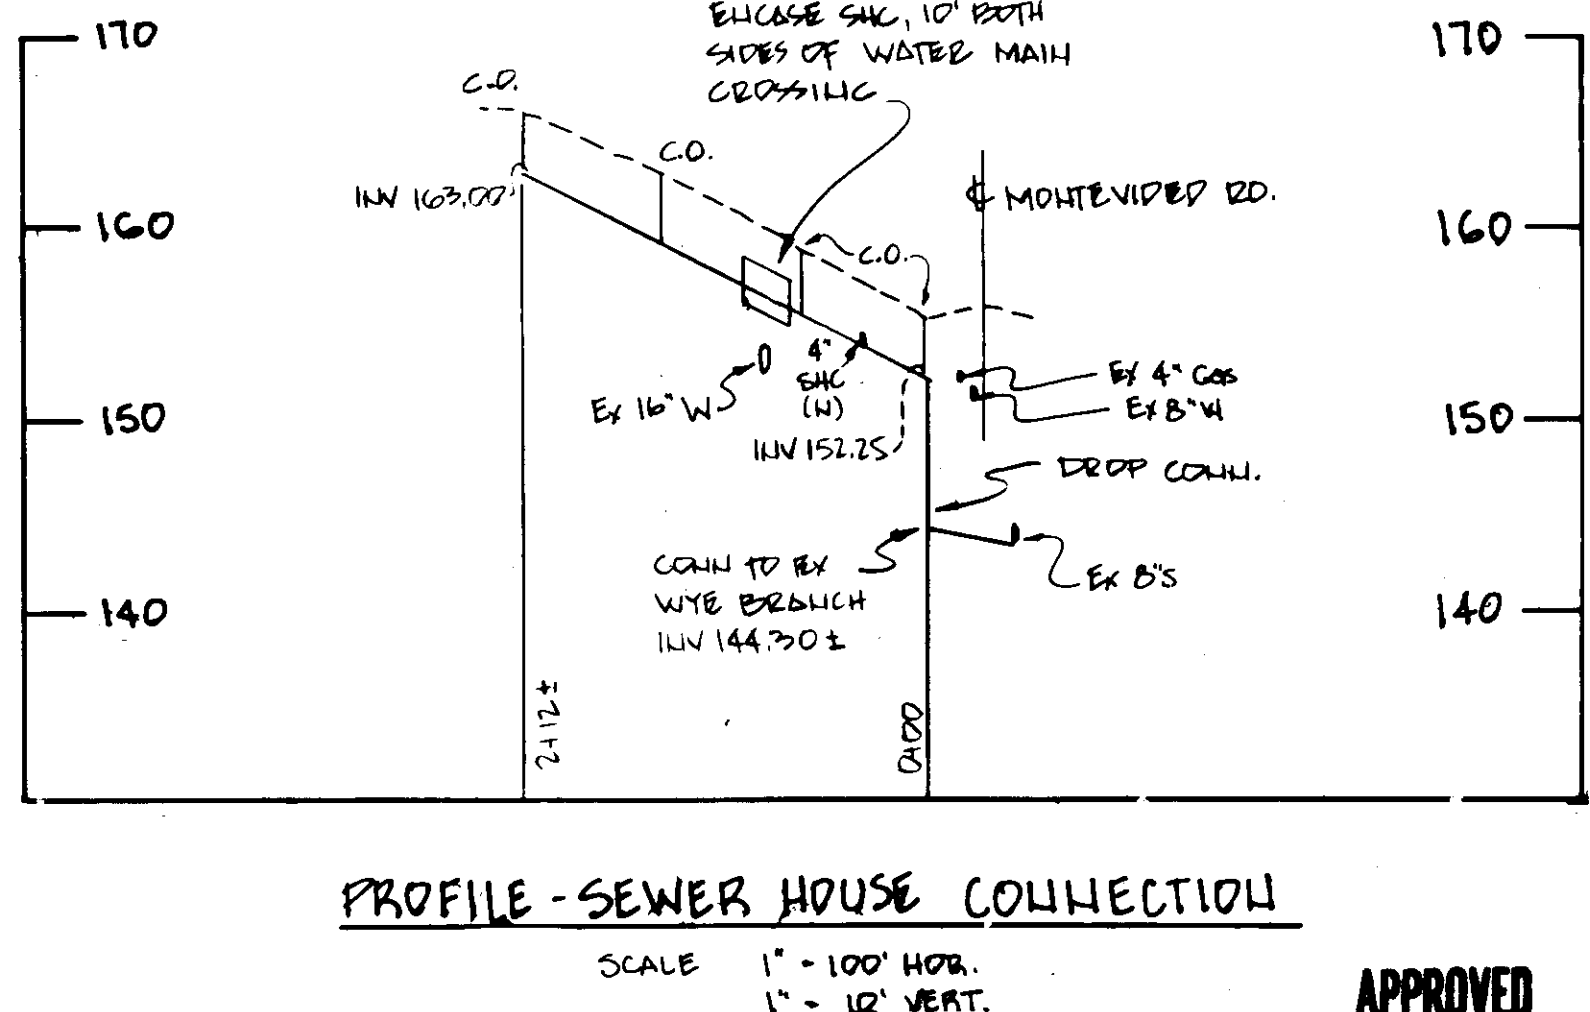 ENCASE SHC, 10' BOTH
SIDES OF WATER MAIN
CROSSING
170
170
C.O.
C.O.
INV 163.00
℄ MONTEVIDEO RD.
160
160
C.O.
4"
SHC
(N)
EX 16" W
EX 4" GAS
EX 8" W
150
150
INV 152.25
DROP CONN.
CONN TO EX
WYE BRANCH
INV 144.30 ±
EX 8"S
140
140
2+12±
0+00
PROFILE - SEWER HOUSE CONNECTION
SCALE 1" - 100' HOR.
1" - 10' VERT.
APPROVED